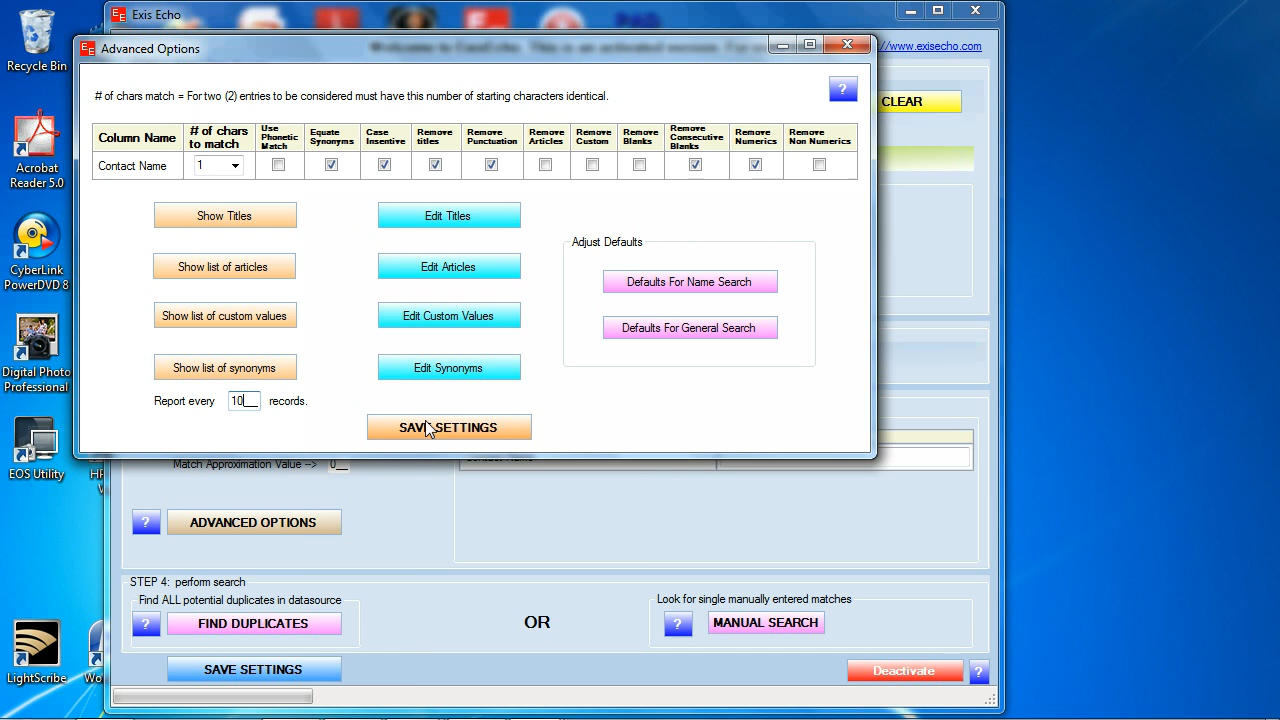 Recycle Bin
Acrobat
Reader 5.0
CyberLink
PowerDVD 8
Digital Photo
Professional
EOS Utility
LightScribe
EE Exis Echo
//www.exisecho.com
CLEAR
EE Advanced Options
# of chars match = For two (2) entries to be considered must have this number of starting characters identical.
?
Column Name # of chars to match Use Phonetic Match Equate Synonyms Case Insentive Remove titles Remove Punctuation Remove Articles Remove Custom Remove Blanks Remove Consecutive Blanks Remove Numerics Remove Non Numerics
Contact Name 1
Show Titles Edit Titles
Show list of articles Edit Articles
Show list of custom values Edit Custom Values
Show list of synonyms Edit Synonyms
Adjust Defaults
Defaults For Name Search
Defaults For General Search
Report every 10__ records.
SAVE SETTINGS
Match Approximation Value --> 0__
? ADVANCED OPTIONS
STEP 4: perform search
Find ALL potential duplicates in datasource
? FIND DUPLICATES
OR
Look for single manually entered matches
? MANUAL SEARCH
SAVE SETTINGS
Deactivate ?